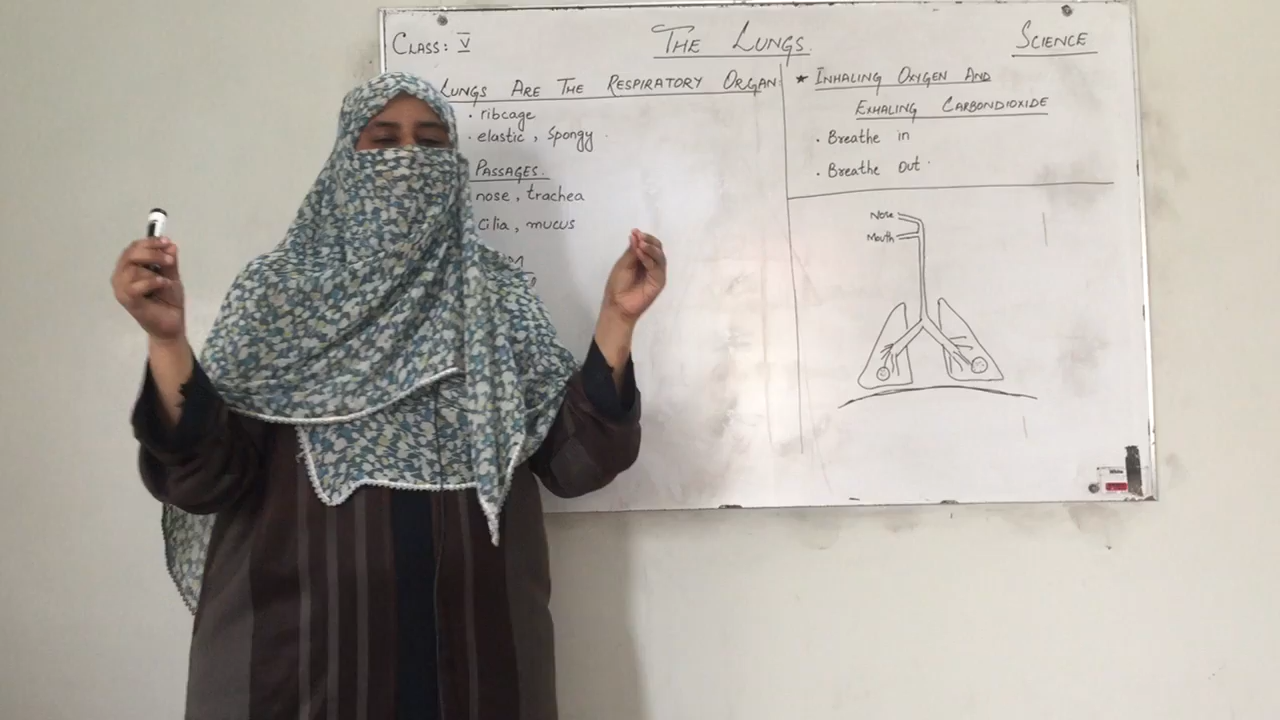 CLASS: V
THE LUNGS.
SCIENCE
LUNGS ARE THE RESPIRATORY ORGAN
• ribcage
• elastic, Spongy.
PASSAGES.
nose, trachea
Cilia, mucus
★ INHALING OXYGEN AND
EXHALING CARBONDIOXIDE
• Breathe in
• Breathe Out.
Nose
Mouth